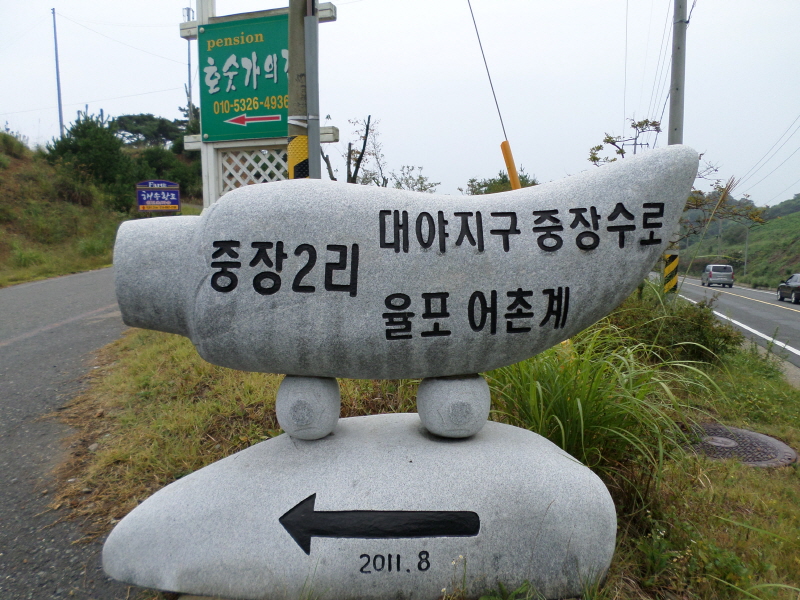 pension
호숫가의
010-5326-4936
Farm
중장2리
대야지구 중장수로
율포 어촌계
2011.8